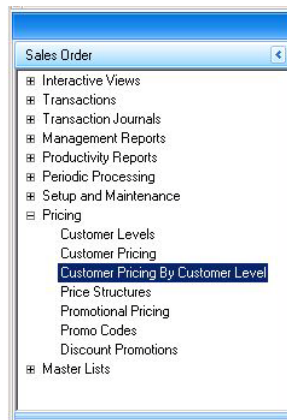 Sales Order
Interactive Views
Transactions
Transaction Journals
Management Reports
Productivity Reports
Periodic Processing
Setup and Maintenance
Pricing
Customer Levels
Customer Pricing
Customer Pricing By Customer Level
Price Structures
Promotional Pricing
Promo Codes
Discount Promotions
Master Lists